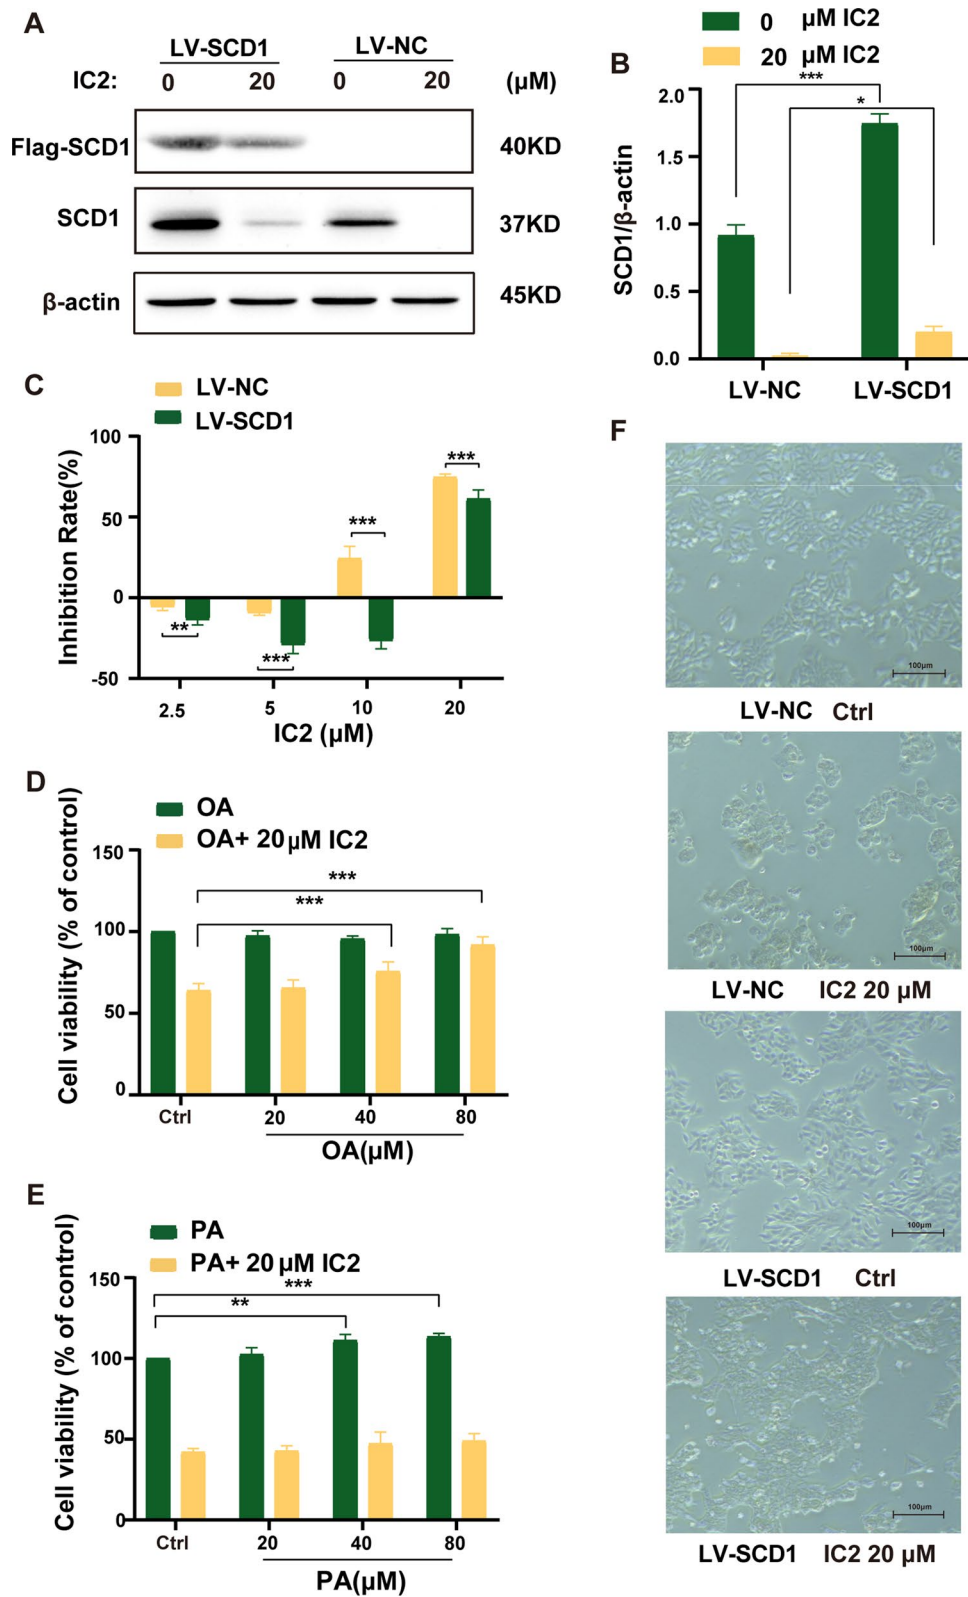 A
LV-SCD1 LV-NC
IC2: 0 20 0 20 (µM)
Flag-SCD1 40KD
SCD1 37KD
β-actin 45KD
B
0 µM IC2
20 µM IC2
***
*
2.0
1.5
1.0
0.5
0.0
SCD1/β-actin
LV-NC LV-SCD1
C
LV-NC
LV-SCD1
100
50
0
-50
Inhibition Rate(%)
** *** *** ***
2.5 5 10 20
IC2 (µM)
D
OA
OA+ 20 µM IC2
150
100
50
0
Cell viability (% of control)
***
***
Ctrl 20 40 80
OA(µM)
E
PA
PA+ 20 µM IC2
150
100
50
0
Cell viability (% of control)
***
**
Ctrl 20 40 80
PA(µM)
F
100µm
LV-NC Ctrl
100µm
LV-NC IC2 20 µM
100µm
LV-SCD1 Ctrl
100µm
LV-SCD1 IC2 20 µM